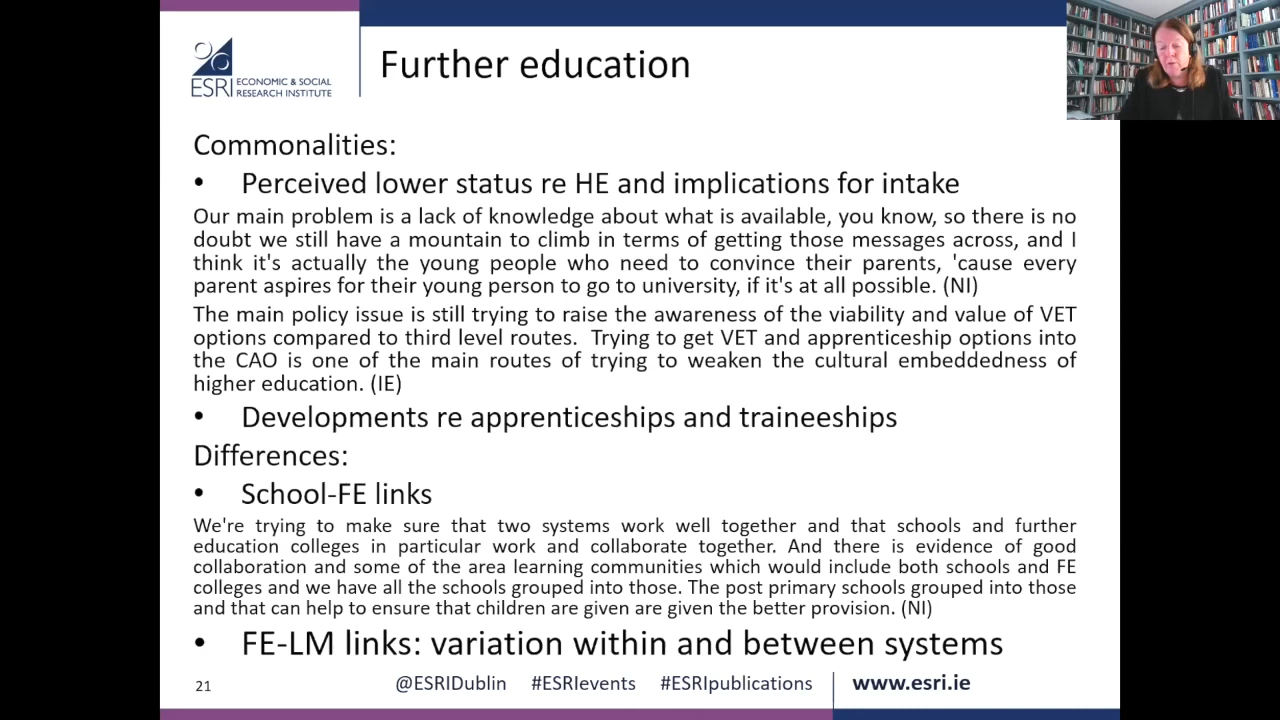 ESRI
ECONOMIC & SOCIAL
RESEARCH INSTITUTE
Further education
Commonalities:
• Perceived lower status re HE and implications for intake
Our main problem is a lack of knowledge about what is available, you know, so there is no
doubt we still have a mountain to climb in terms of getting those messages across, and I
think it's actually the young people who need to convince their parents, 'cause every
parent aspires for their young person to go to university, if it's at all possible. (NI)
The main policy issue is still trying to raise the awareness of the viability and value of VET
options compared to third level routes. Trying to get VET and apprenticeship options into
the CAO is one of the main routes of trying to weaken the cultural embeddedness of
higher education. (IE)
• Developments re apprenticeships and traineeships
Differences:
• School-FE links
We're trying to make sure that two systems work well together and that schools and further
education colleges in particular work and collaborate together. And there is evidence of good
collaboration and some of the area learning communities which would include both schools and FE
colleges and we have all the schools grouped into those. The post primary schools grouped into those
and that can help to ensure that children are given are given the better provision. (NI)
• FE-LM links: variation within and between systems
21
@ESRIDublin #ESRIevents #ESRIpublications
www.esri.ie